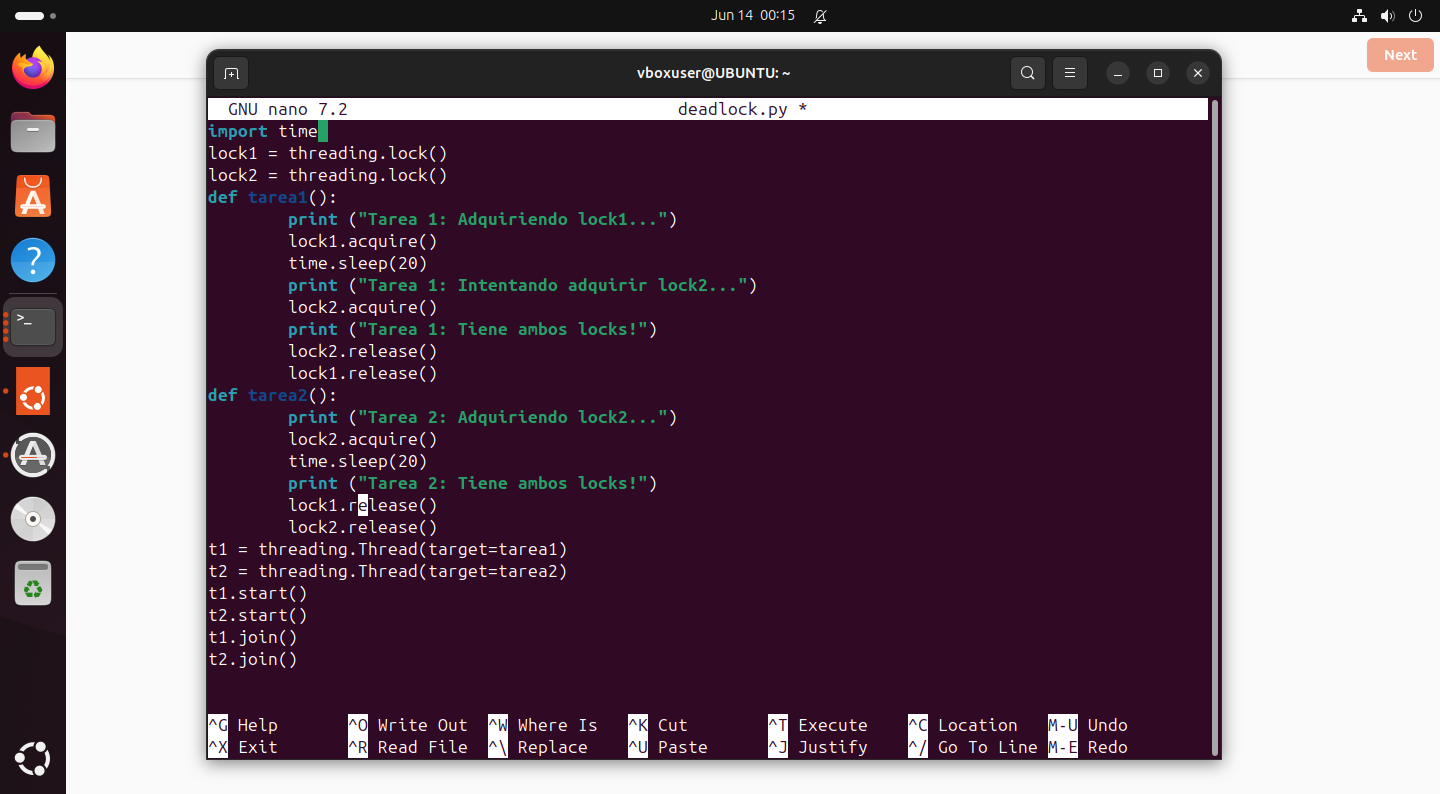 Jun 14 00:15
Next
vboxuser@UBUNTU: ~
GNU nano 7.2 deadlock.py *
import time
lock1 = threading.lock()
lock2 = threading.lock()
def tarea1():
        print ("Tarea 1: Adquiriendo lock1...")
        lock1.acquire()
        time.sleep(20)
        print ("Tarea 1: Intentando adquirir lock2...")
        lock2.acquire()
        print ("Tarea 1: Tiene ambos locks!")
        lock2.release()
        lock1.release()
def tarea2():
        print ("Tarea 2: Adquiriendo lock2...")
        lock2.acquire()
        time.sleep(20)
        print ("Tarea 2: Tiene ambos locks!")
        lock1.release()
        lock2.release()
t1 = threading.Thread(target=tarea1)
t2 = threading.Thread(target=tarea2)
t1.start()
t2.start()
t1.join()
t2.join()
^G Help ^O Write Out ^W Where Is ^K Cut ^T Execute ^C Location M-U Undo
^X Exit ^R Read File ^\ Replace ^U Paste ^J Justify ^/ Go To Line M-E Redo